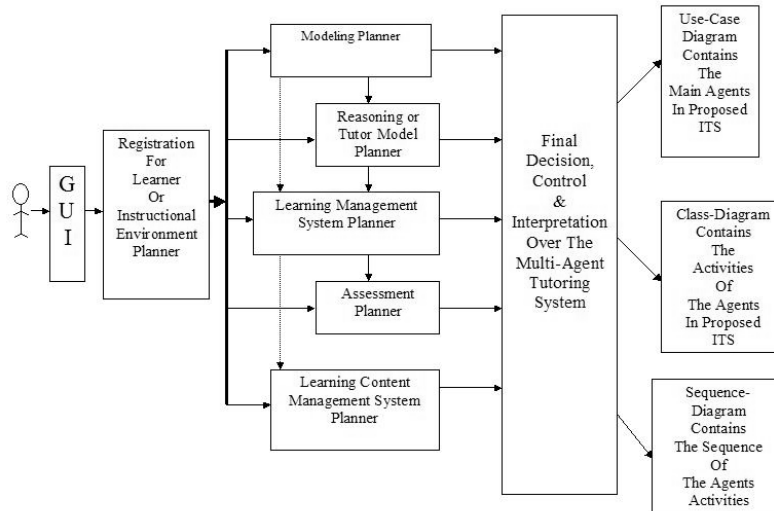 G
U
I
Registration
For
Learner
Or
Instructional
Environment
Planner
Modeling Planner
Reasoning or
Tutor Model
Planner
Learning Management
System Planner
Assessment
Planner
Learning Content
Management System
Planner
Final
Decision,
Control
&
Interpretation
Over The
Multi-Agent
Tutoring
System
Use-Case
Diagram
Contains
The
Main Agents
In Proposed
ITS
Class-Diagram
Contains
The
Activities
Of
The Agents
In Proposed
ITS
Sequence-
Diagram
Contains
The Sequence
Of
The Agents
Activities